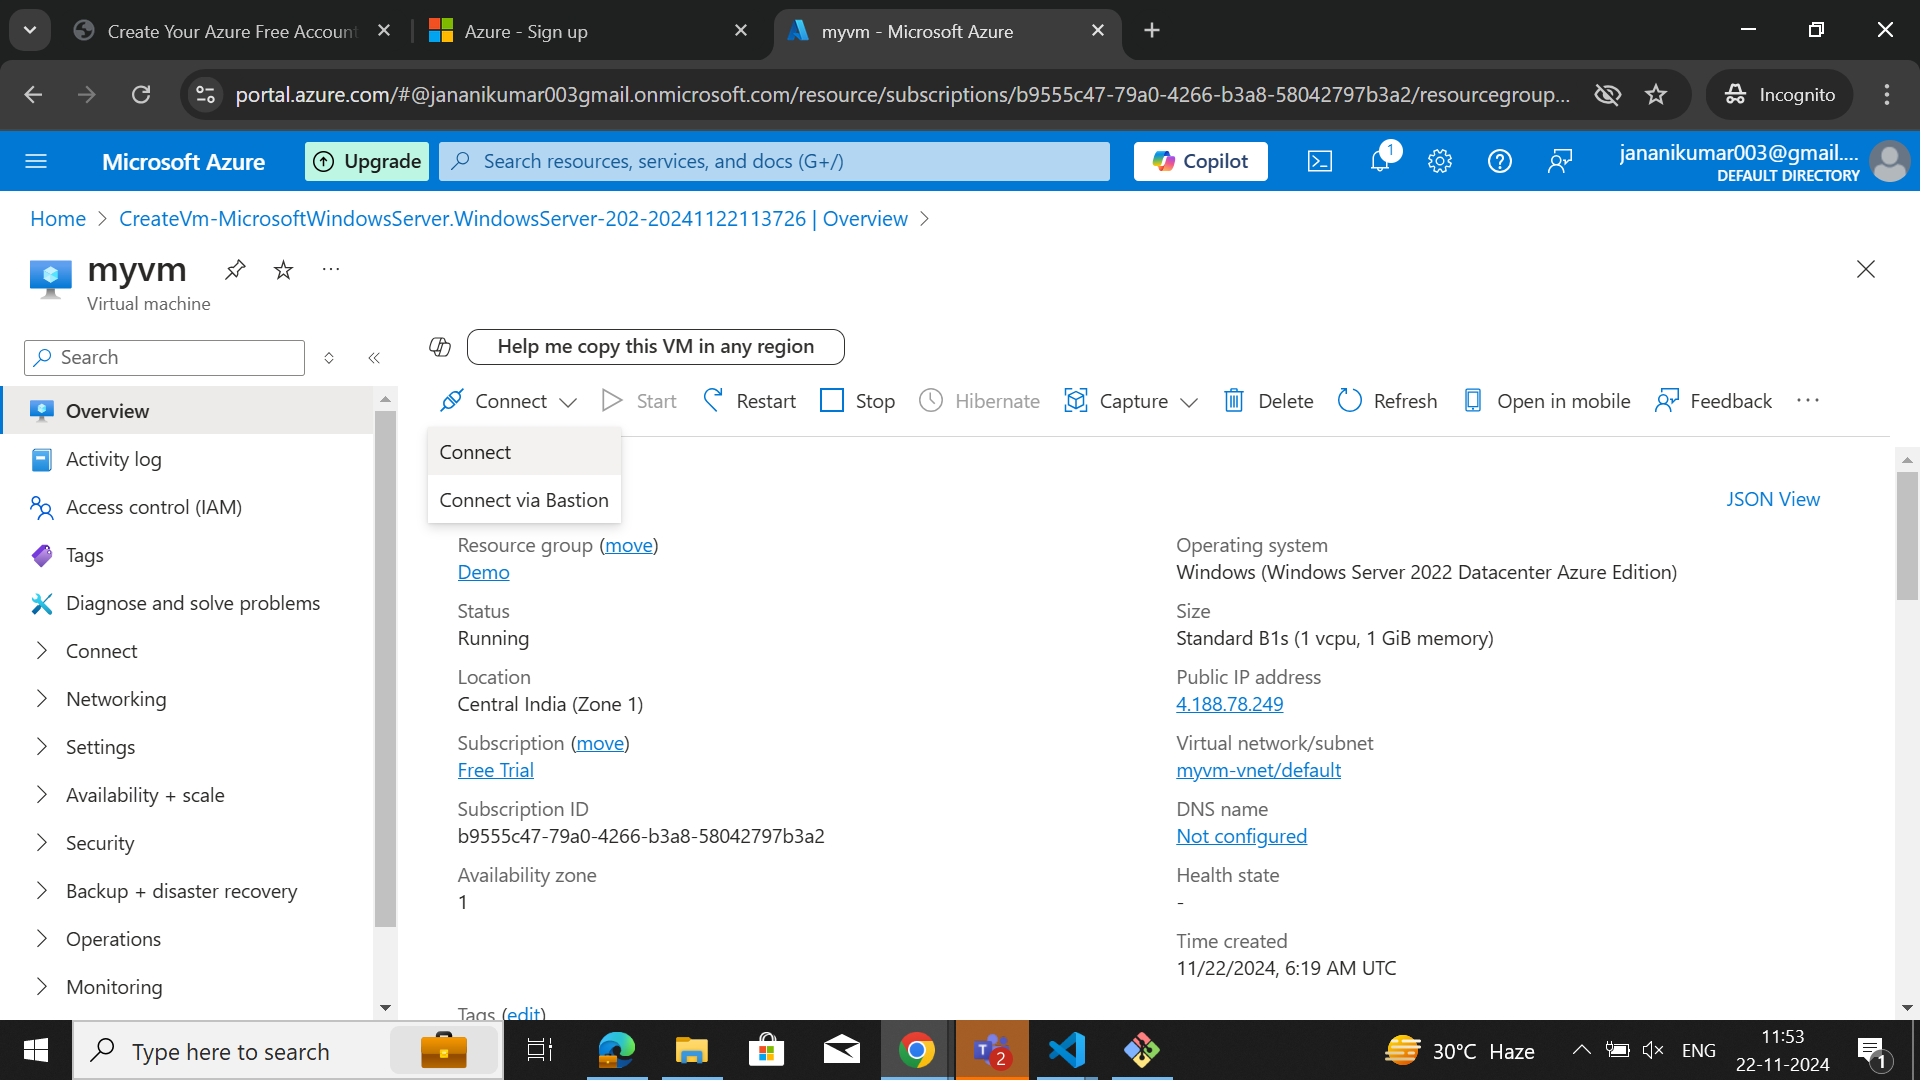 Create Your Azure Free Account
Azure - Sign up
myvm - Microsoft Azure
portal.azure.com/#@jananikumar003gmail.onmicrosoft.com/resource/subscriptions/b9555c47-79a0-4266-b3a8-58042797b3a2/resourcegroup...
Incognito
Microsoft Azure
Upgrade
Search resources, services, and docs (G+/)
Copilot
1
jananikumar003@gmail....
DEFAULT DIRECTORY
Home > CreateVm-MicrosoftWindowsServer.WindowsServer-202-20241122113726 | Overview >
myvm
Virtual machine
Search
Help me copy this VM in any region
Connect
Start
Restart
Stop
Hibernate
Capture
Delete
Refresh
Open in mobile
Feedback
Connect
Connect via Bastion
JSON View
Overview
Activity log
Access control (IAM)
Tags
Diagnose and solve problems
Connect
Networking
Settings
Availability + scale
Security
Backup + disaster recovery
Operations
Monitoring
Resource group (move)
Demo
Status
Running
Location
Central India (Zone 1)
Subscription (move)
Free Trial
Subscription ID
b9555c47-79a0-4266-b3a8-58042797b3a2
Availability zone
1
Operating system
Windows (Windows Server 2022 Datacenter Azure Edition)
Size
Standard B1s (1 vcpu, 1 GiB memory)
Public IP address
4.188.78.249
Virtual network/subnet
myvm-vnet/default
DNS name
Not configured
Health state
-
Time created
11/22/2024, 6:19 AM UTC
Tags (edit)
Type here to search
2
30°C Haze
ENG
11:53
22-11-2024
1